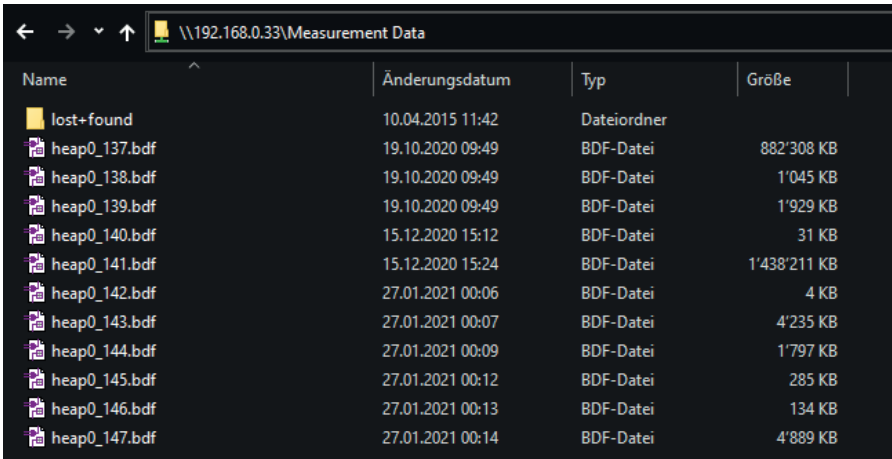 \\192.168.0.33\Measurement Data
Name Änderungsdatum Typ Größe
lost+found 10.04.2015 11:42 Dateiordner
heap0_137.bdf 19.10.2020 09:49 BDF-Datei 882'308 KB
heap0_138.bdf 19.10.2020 09:49 BDF-Datei 1'045 KB
heap0_139.bdf 19.10.2020 09:49 BDF-Datei 1'929 KB
heap0_140.bdf 15.12.2020 15:12 BDF-Datei 31 KB
heap0_141.bdf 15.12.2020 15:24 BDF-Datei 1'438'211 KB
heap0_142.bdf 27.01.2021 00:06 BDF-Datei 4 KB
heap0_143.bdf 27.01.2021 00:07 BDF-Datei 4'235 KB
heap0_144.bdf 27.01.2021 00:09 BDF-Datei 1'797 KB
heap0_145.bdf 27.01.2021 00:12 BDF-Datei 285 KB
heap0_146.bdf 27.01.2021 00:13 BDF-Datei 134 KB
heap0_147.bdf 27.01.2021 00:14 BDF-Datei 4'889 KB